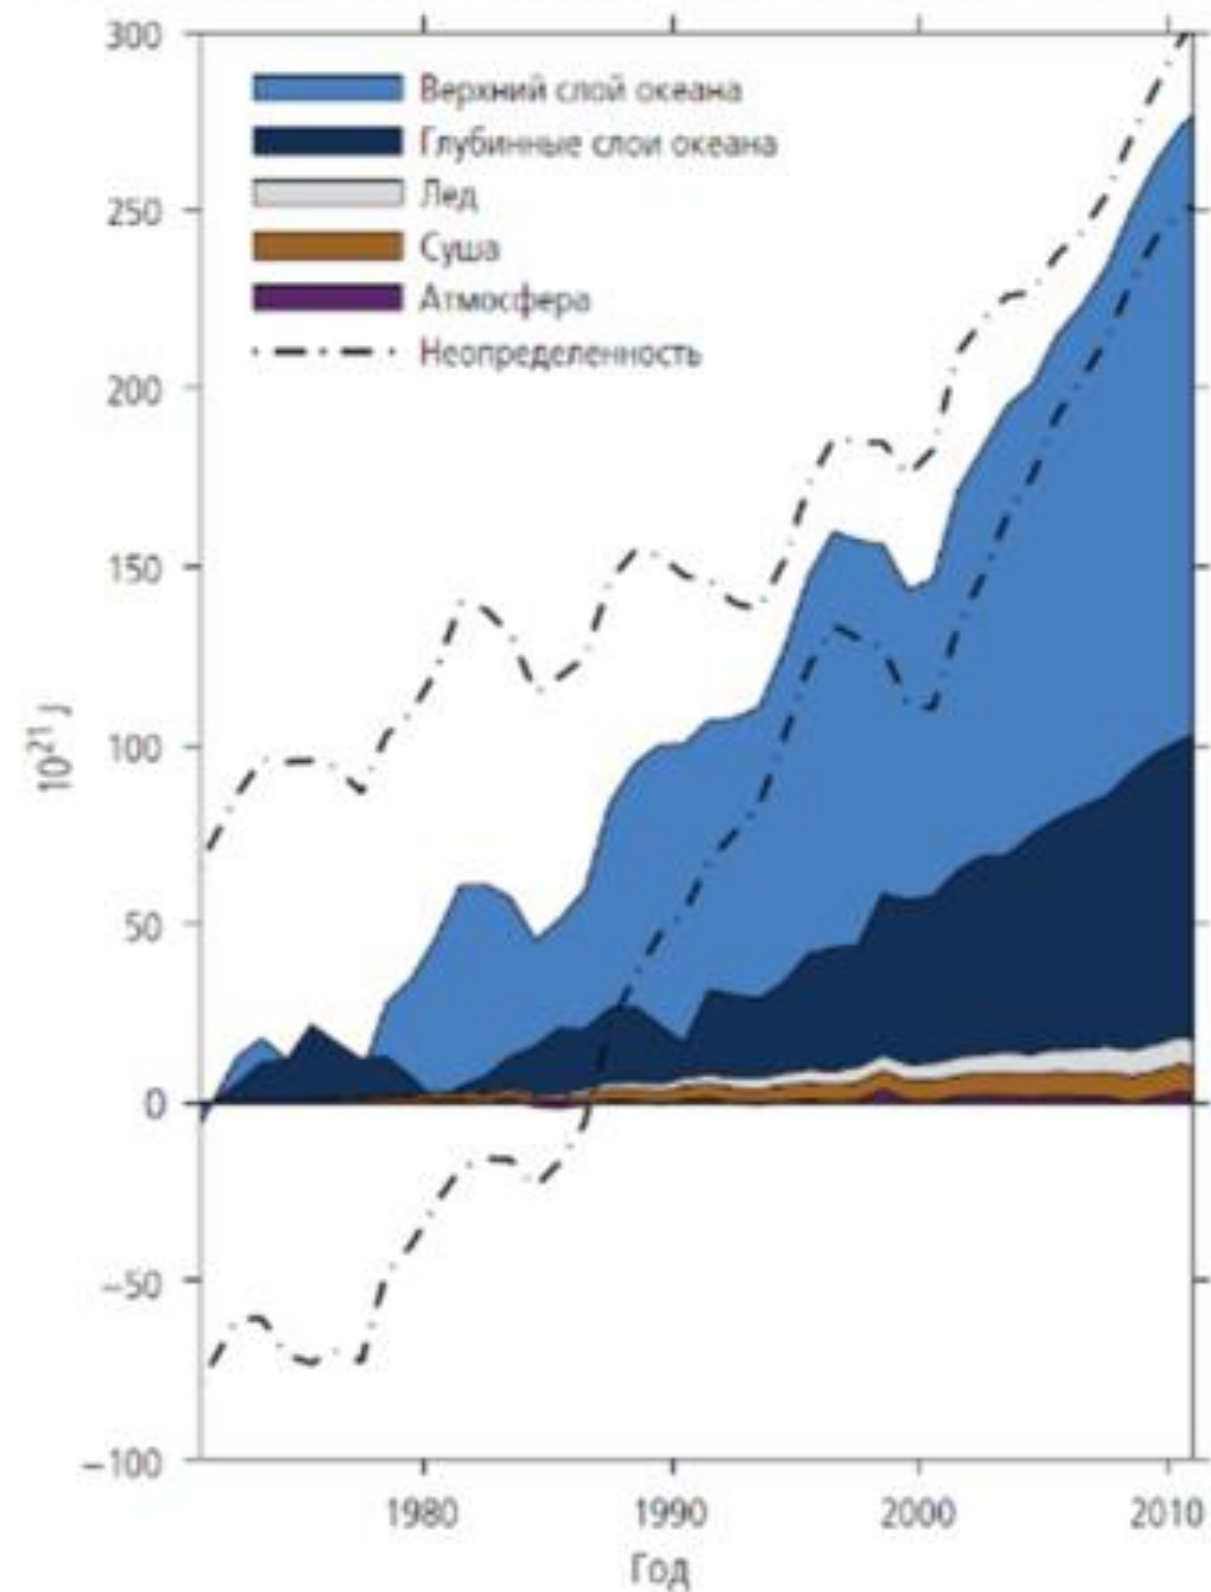 300
250
200
150
100
50
0
−50
−100
10²¹ J
Верхний слой океана
Глубинные слои океана
Лед
Суша
Атмосфера
Неопределенность
1980 1990 2000 2010
Год